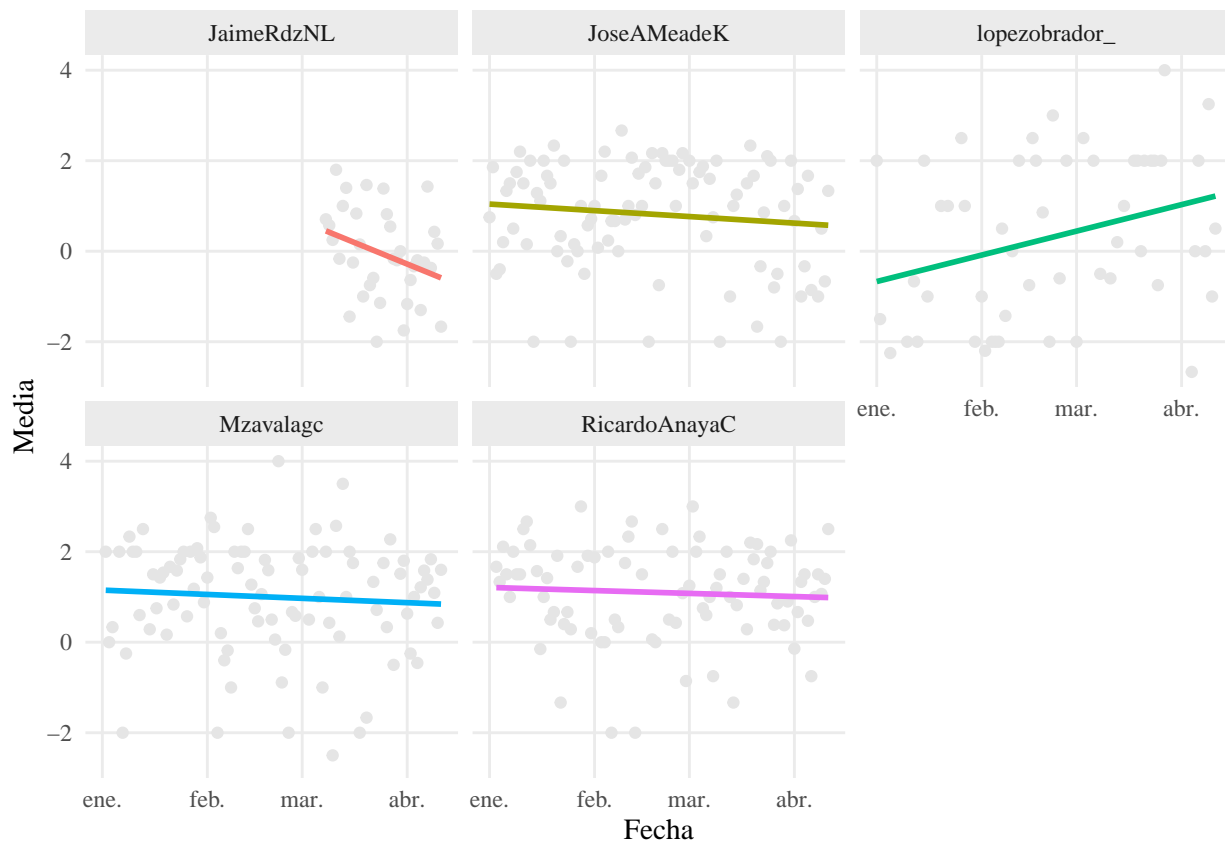 JaimeRdzNL JoseAMeadeK lopezobrador_
4
2
0
−2
ene. feb. mar. abr.
Media
Mzavalagc RicardoAnayaC
4
2
0
−2
ene. feb. mar. abr. ene. feb. mar. abr.
Fecha